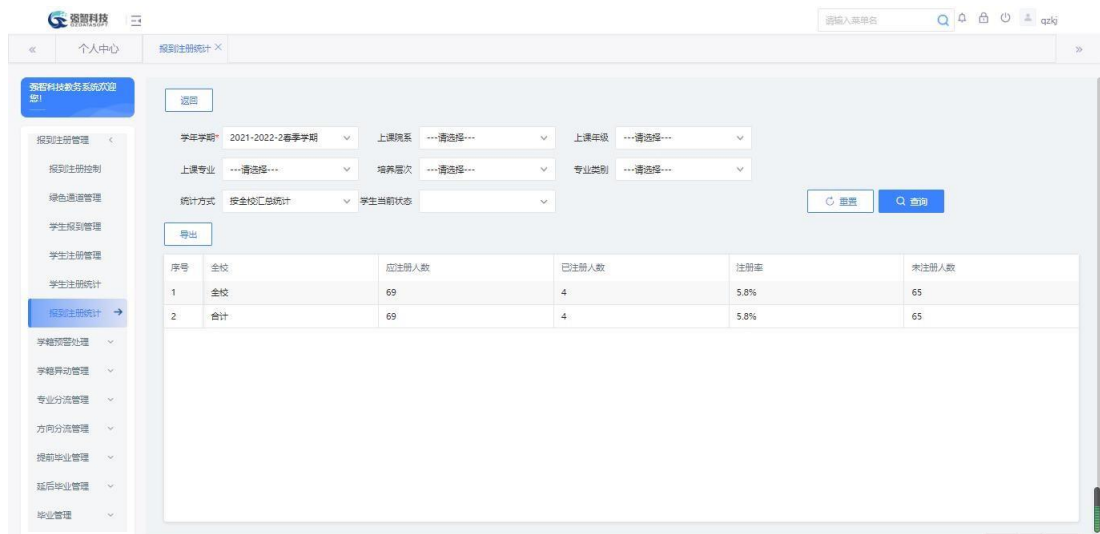 强智科技
QZDATASOFT
请输入菜单名
qzkj
«
个人中心
报到注册统计 ×
»
强智科技教务系统欢迎
您!
报到注册管理
报到注册控制
绿色通道管理
学生报到管理
学生注册管理
学生注册统计
报到注册统计 →
学籍预警处理
学籍异动管理
专业分流管理
方向分流管理
提前毕业管理
延后毕业管理
毕业管理
返回
学年学期* 2021-2022-2春季学期 上课院系 ---请选择--- 上课年级 ---请选择---
上课专业 ---请选择--- 培养层次 ---请选择--- 专业类别 ---请选择---
统计方式 按全校汇总统计 学生当前状态 重置 查询
导出
序号 全校 应注册人数 已注册人数 注册率 未注册人数
1 全校 69 4 5.8% 65
2 合计 69 4 5.8% 65